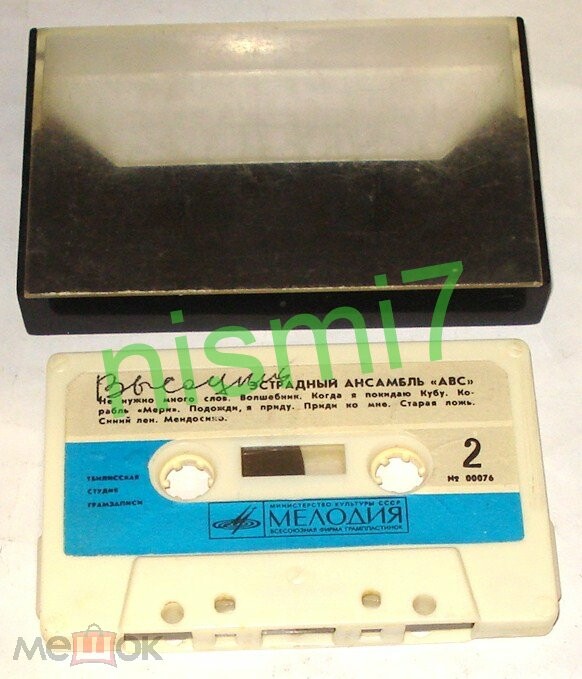 nismi7
Высоцкий
ЭСТРАДНЫЙ АНСАМБЛЬ «АВС»
Не нужно много слов. Волшебник. Когда я покидаю Кубу. Ко-
рабль «Мери». Подожди, я приду. Приди ко мне. Старая ложь.
Синий лен. Мендосино.
2
№ 00076
ТБИЛИССКАЯ
СТУДИЯ
ГРАМЗАПИСИ
МИНИСТЕРСТВО КУЛЬТУРЫ СССР
МЕЛОДИЯ
ВСЕСОЮЗНАЯ ФИРМА ГРАМПЛАСТИНОК
мешок